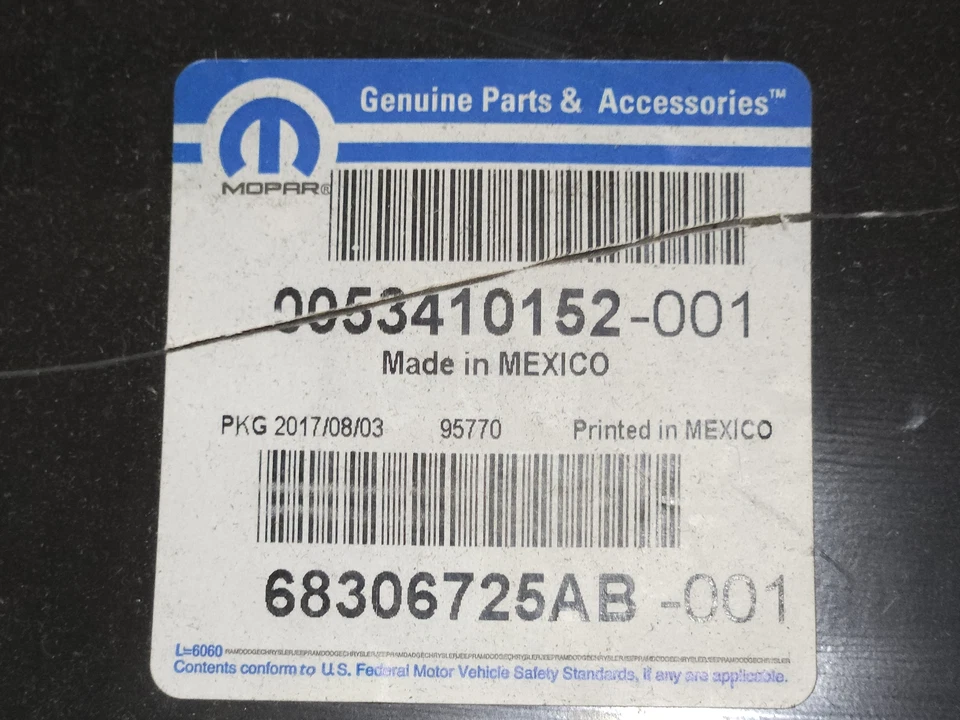 Genuine Parts & Accessories™
MOPAR®
0053410152-001
Made in MEXICO
PKG 2017/08/03 95770 Printed in MEXICO
68306725AB -001
L=6060
Contents conform to U.S. Federal Motor Vehicle Safety Standards, if any are applicable.